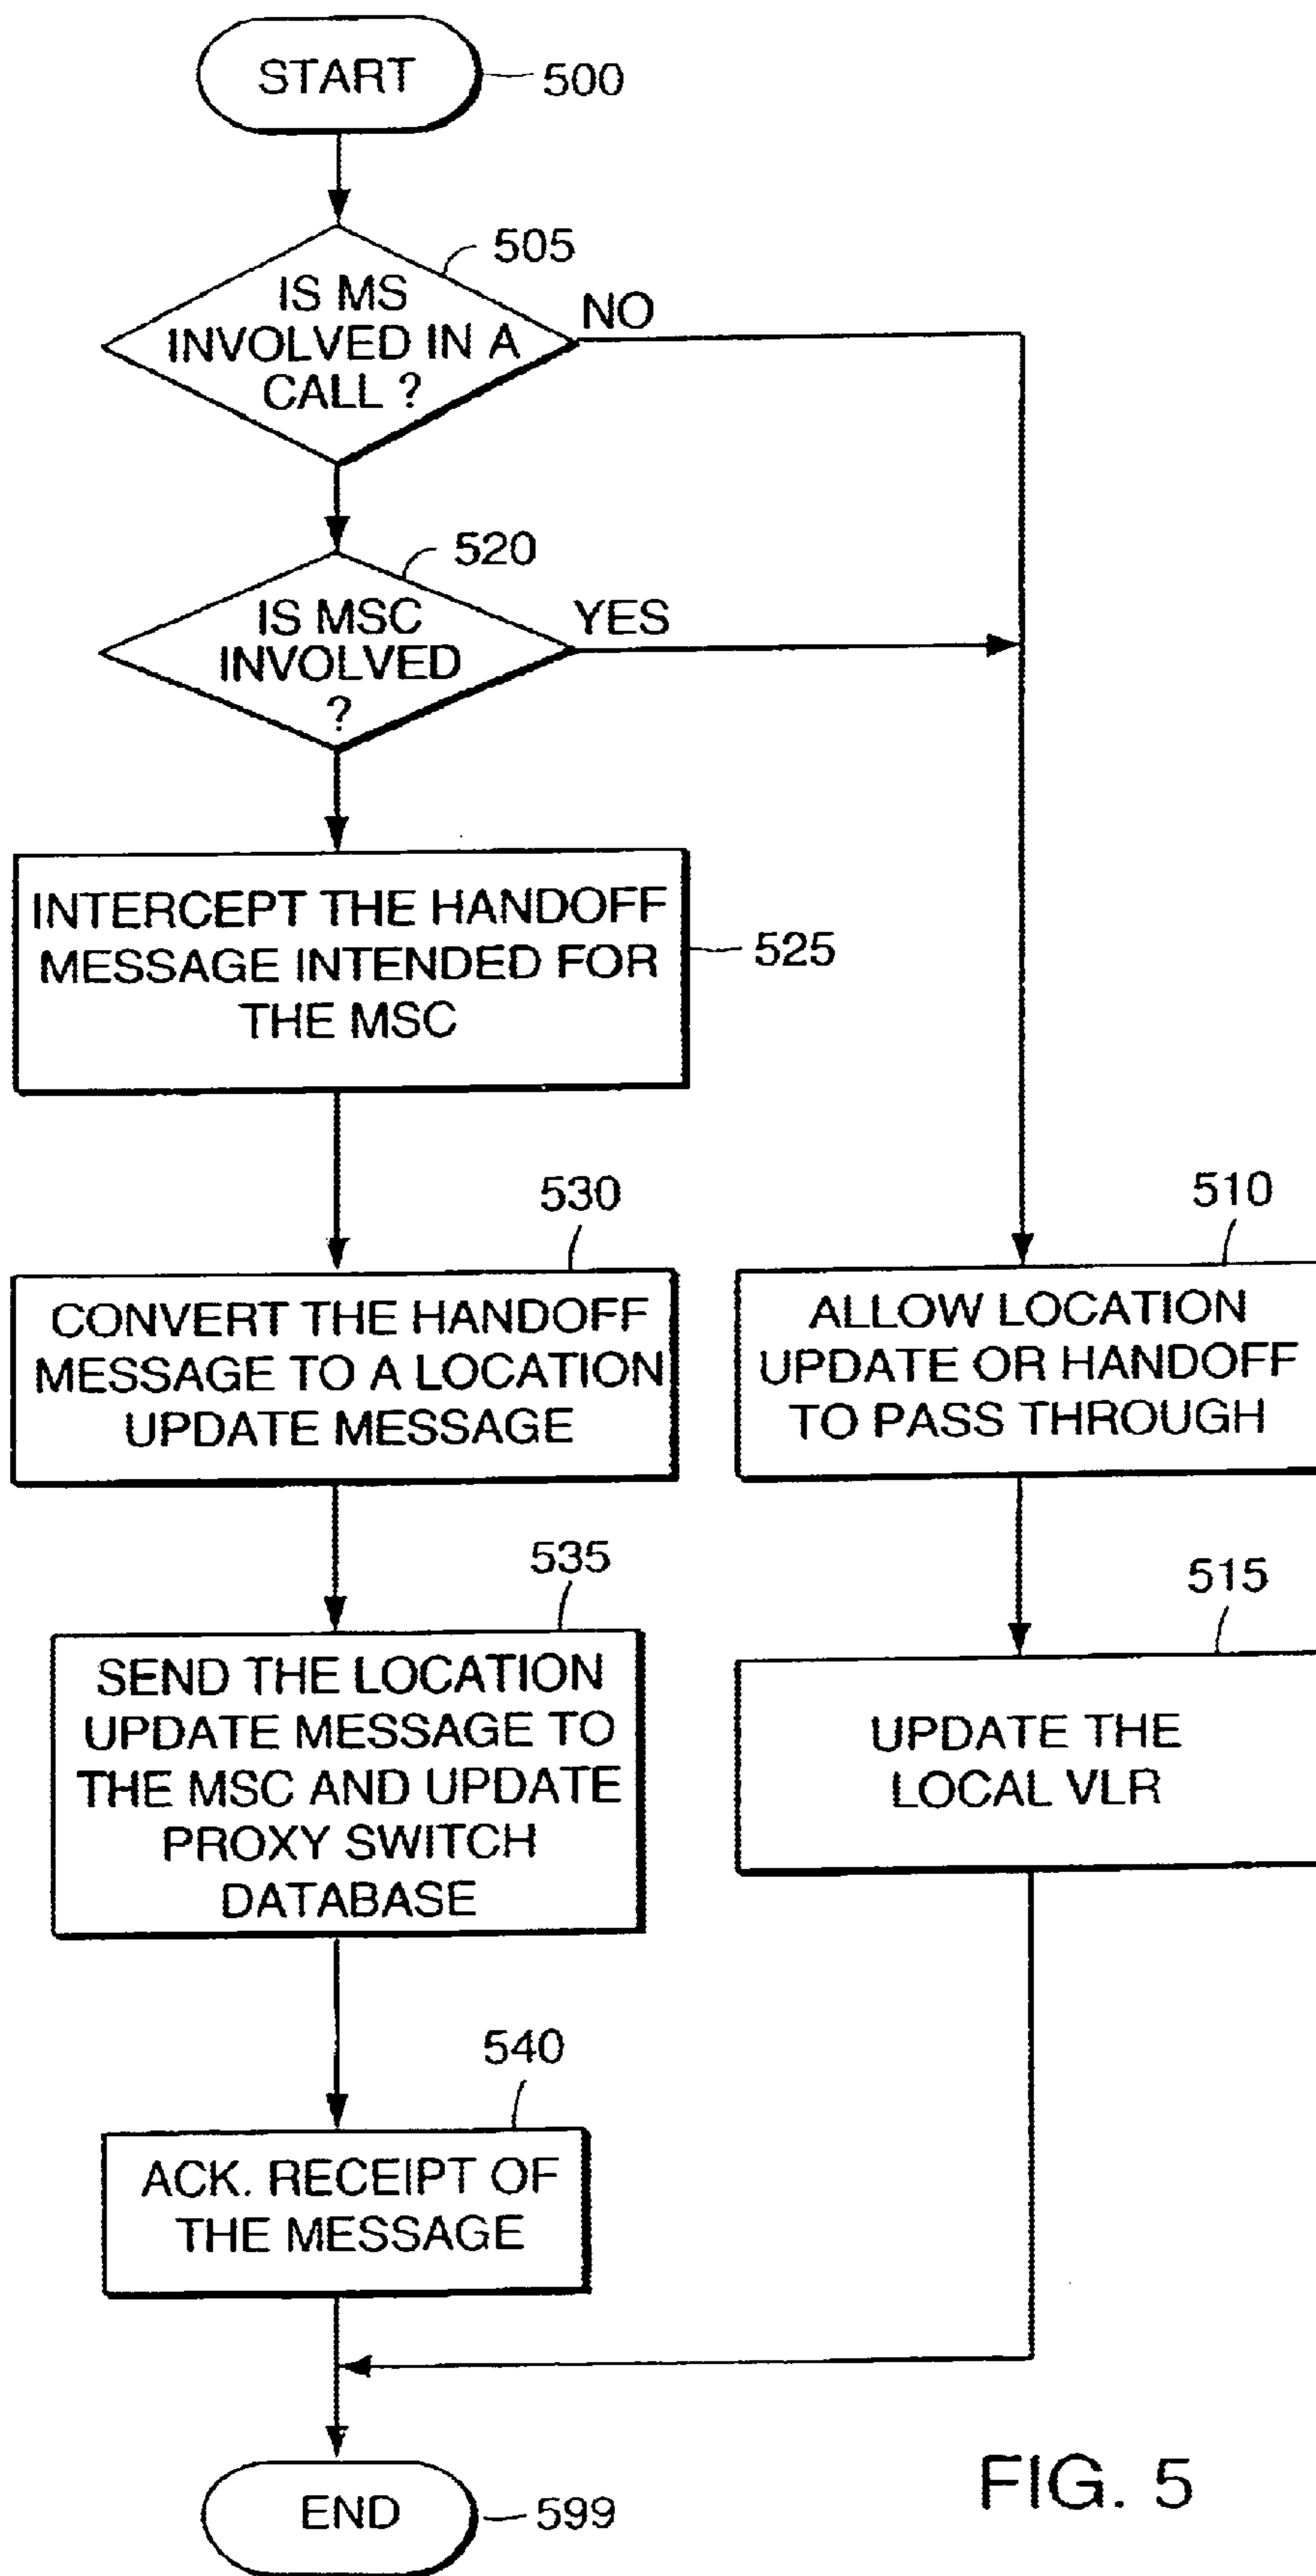 START
500
505
IS MS
INVOLVED IN A
CALL ?
NO
520
IS MSC
INVOLVED
?
YES
INTERCEPT THE HANDOFF
MESSAGE INTENDED FOR
THE MSC
525
530
CONVERT THE HANDOFF
MESSAGE TO A LOCATION
UPDATE MESSAGE
510
ALLOW LOCATION
UPDATE OR HANDOFF
TO PASS THROUGH
535
SEND THE LOCATION
UPDATE MESSAGE TO
THE MSC AND UPDATE
PROXY SWITCH
DATABASE
515
UPDATE THE
LOCAL VLR
540
ACK. RECEIPT OF
THE MESSAGE
END
599
FIG. 5